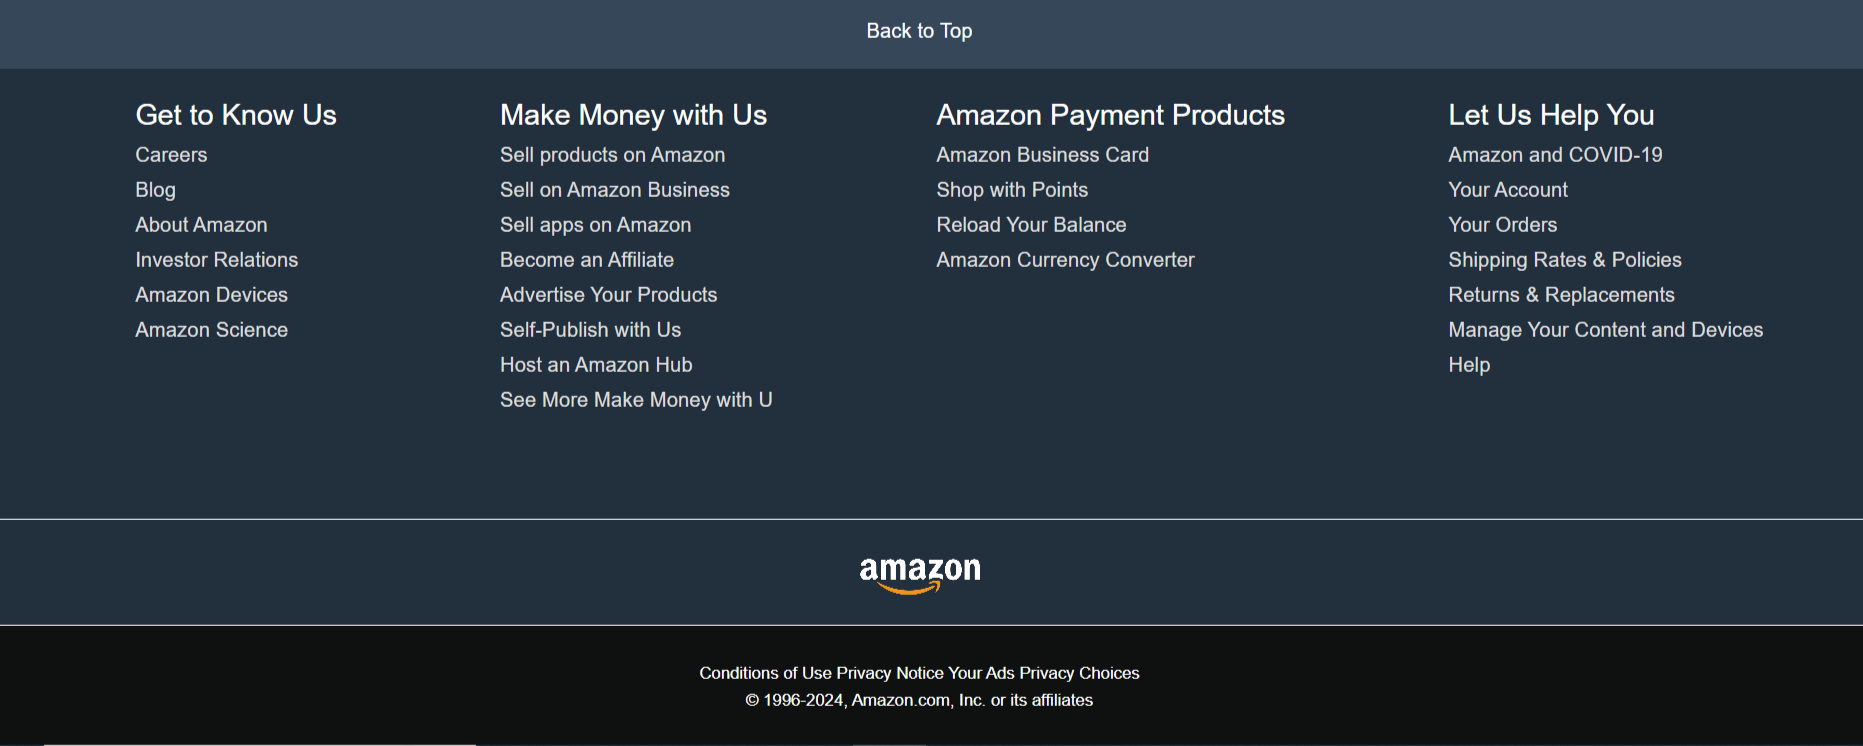 Back to Top
Get to Know Us
Careers
Blog
About Amazon
Investor Relations
Amazon Devices
Amazon Science
Make Money with Us
Sell products on Amazon
Sell on Amazon Business
Sell apps on Amazon
Become an Affiliate
Advertise Your Products
Self-Publish with Us
Host an Amazon Hub
See More Make Money with U
Amazon Payment Products
Amazon Business Card
Shop with Points
Reload Your Balance
Amazon Currency Converter
Let Us Help You
Amazon and COVID-19
Your Account
Your Orders
Shipping Rates & Policies
Returns & Replacements
Manage Your Content and Devices
Help
amazon
Conditions of Use Privacy Notice Your Ads Privacy Choices
© 1996-2024, Amazon.com, Inc. or its affiliates